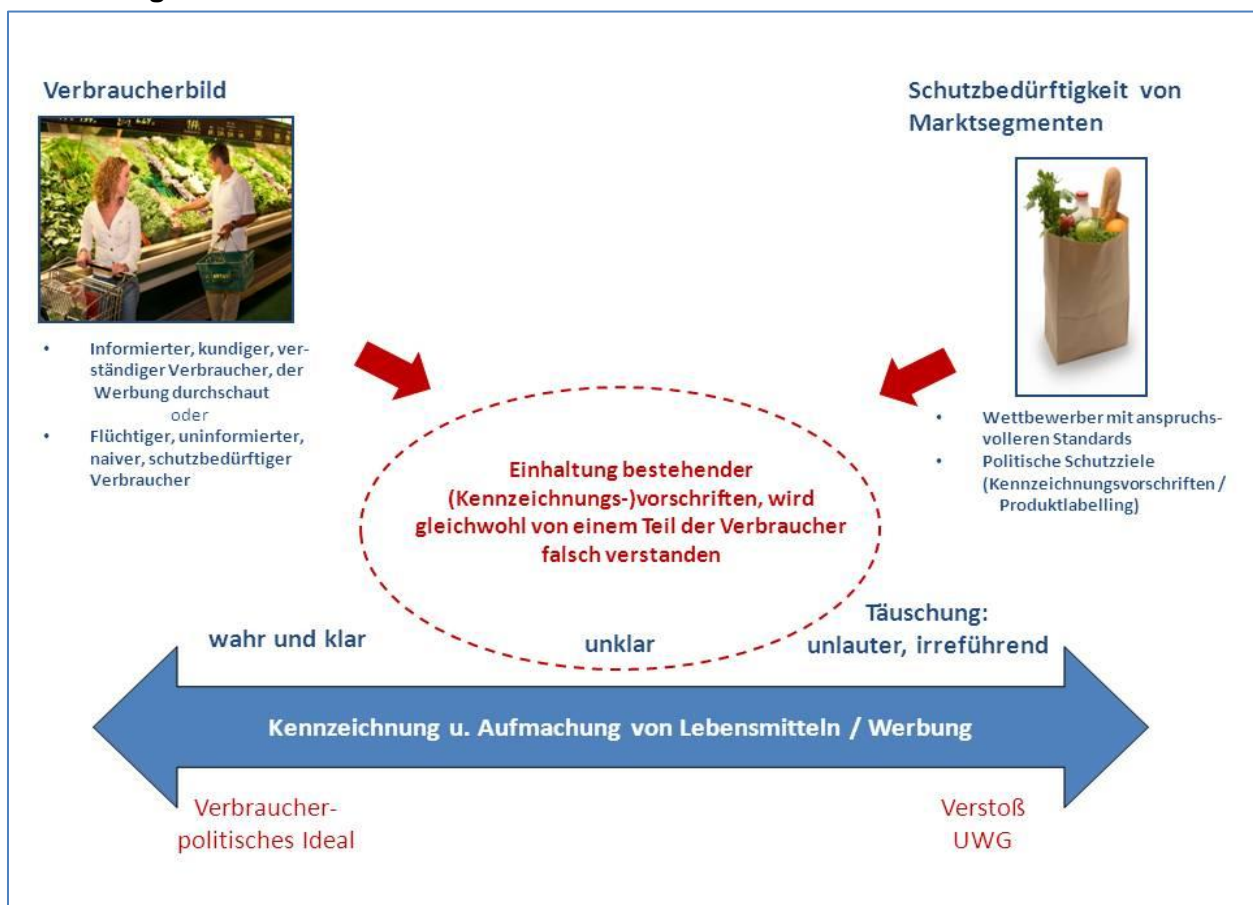 Verbraucherbild
Schutzbedürftigkeit von
Marktsegmenten
• Informierter, kundiger, ver-
ständiger Verbraucher, der
Werbung durchschaut
oder
• Flüchtiger, uninformierter,
naiver, schutzbedürftiger
Verbraucher
• Wettbewerber mit anspruchs-
volleren Standards
• Politische Schutzziele
(Kennzeichnungsvorschriften /
Produktlabelling)
Einhaltung bestehender
(Kennzeichnungs-)vorschriften, wird
gleichwohl von einem Teil der Verbraucher
falsch verstanden
wahr und klar
unklar
Täuschung:
unlauter, irreführend
Kennzeichnung u. Aufmachung von Lebensmitteln / Werbung
Verbraucher-
politisches Ideal
Verstoß
UWG